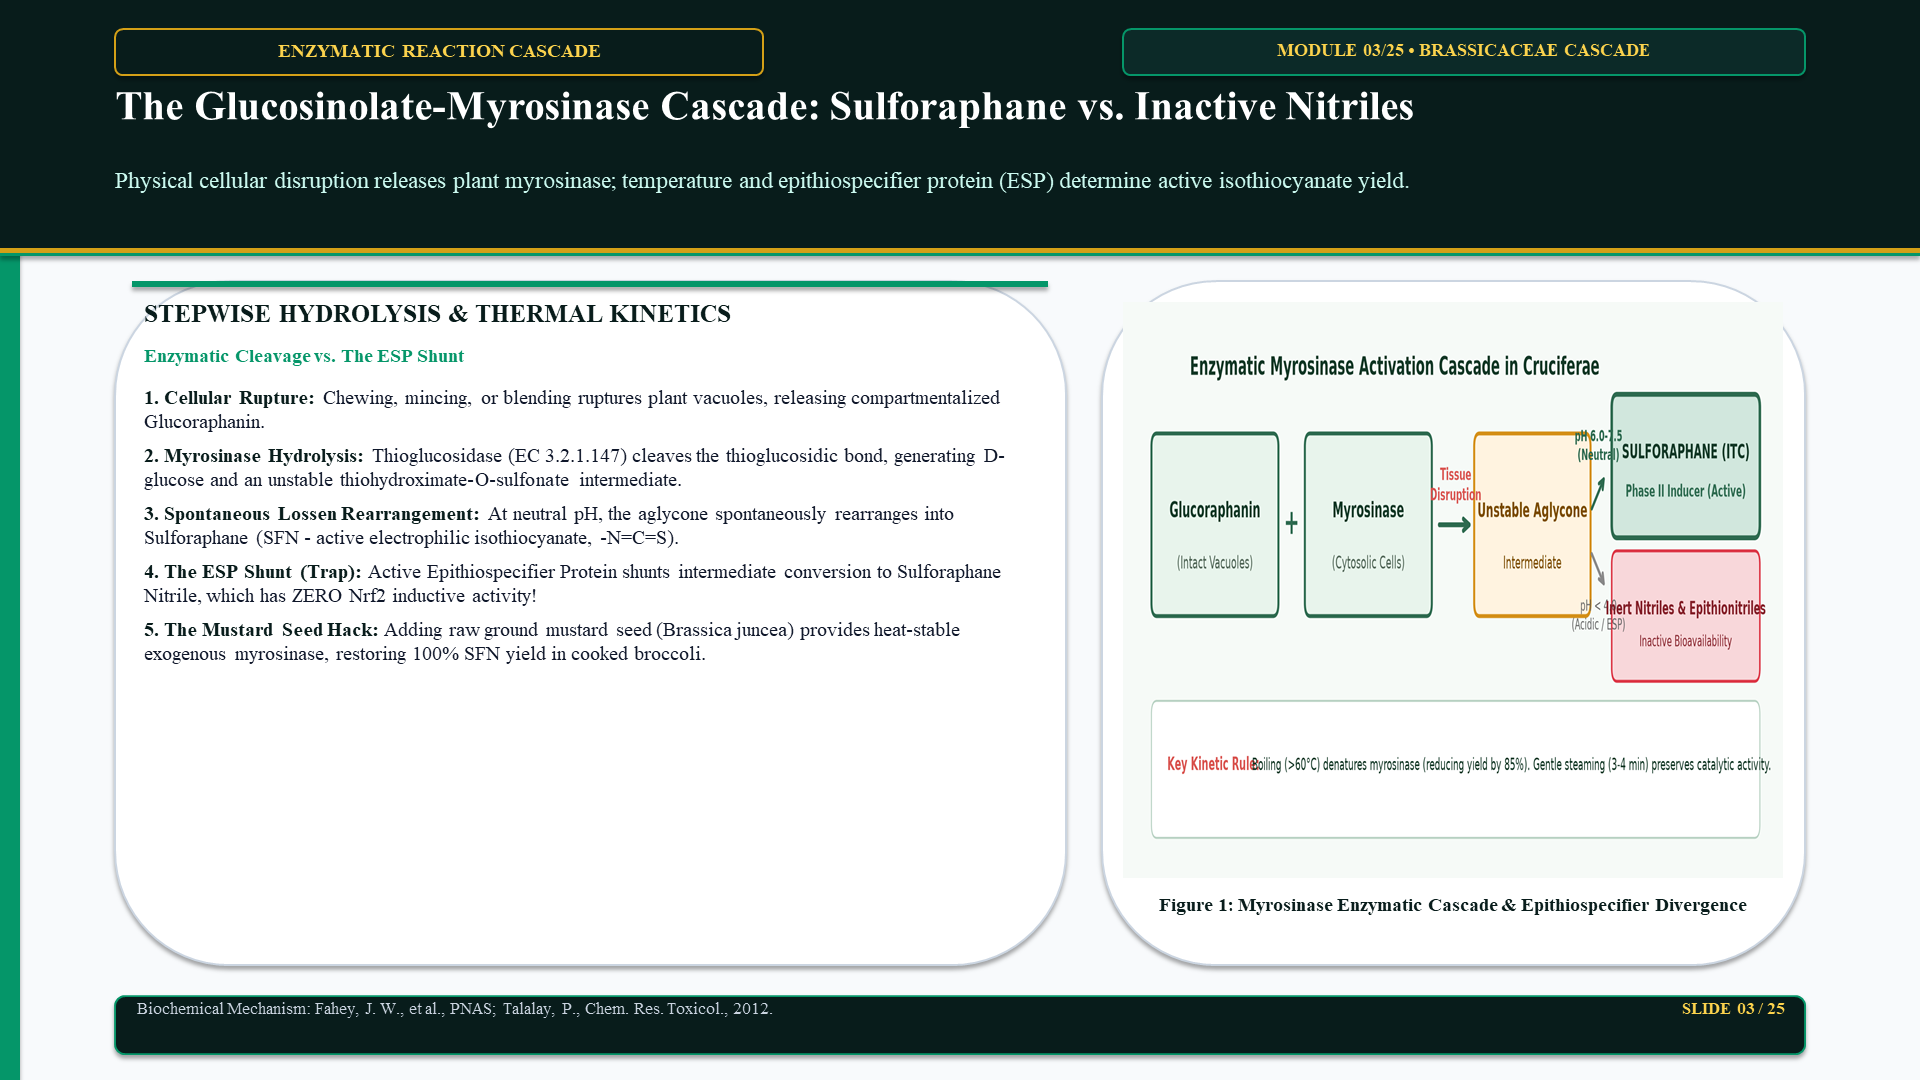 ENZYMATIC REACTION CASCADE
MODULE 03/25 • BRASSICACEAE CASCADE
The Glucosinolate-Myrosinase Cascade: Sulforaphane vs. Inactive Nitriles
Physical cellular disruption releases plant myrosinase; temperature and epithiospecifier protein (ESP) determine active isothiocyanate yield.
STEPWISE HYDROLYSIS & THERMAL KINETICS
Enzymatic Cleavage vs. The ESP Shunt
1. Cellular Rupture: Chewing, mincing, or blending ruptures plant vacuoles, releasing compartmentalized
Glucoraphanin.
2. Myrosinase Hydrolysis: Thioglucosidase (EC 3.2.1.147) cleaves the thioglucosidic bond, generating D-
glucose and an unstable thiohydroximate-O-sulfonate intermediate.
3. Spontaneous Lossen Rearrangement: At neutral pH, the aglycone spontaneously rearranges into
Sulforaphane (SFN - active electrophilic isothiocyanate, -N=C=S).
4. The ESP Shunt (Trap): Active Epithiospecifier Protein shunts intermediate conversion to Sulforaphane
Nitrile, which has ZERO Nrf2 inductive activity!
5. The Mustard Seed Hack: Adding raw ground mustard seed (Brassica juncea) provides heat-stable
exogenous myrosinase, restoring 100% SFN yield in cooked broccoli.
Enzymatic Myrosinase Activation Cascade in Cruciferae
Glucoraphanin
(Intact Vacuoles)
+
Myrosinase
(Cytosolic Cells)
Tissue
Disruption
Unstable Aglycone
Intermediate
pH 6.0-7.5
(Neutral)
SULFORAPHANE (ITC)
Phase II Inducer (Active)
pH <
(Acidic / ESP)
Inert Nitriles & Epithionitriles
Inactive Bioavailability
Key Kinetic Rule
Boiling (>60°C) denatures myrosinase (reducing yield by 85%). Gentle steaming (3-4 min) preserves catalytic activity.
Figure 1: Myrosinase Enzymatic Cascade & Epithiospecifier Divergence
Biochemical Mechanism: Fahey, J. W., et al., PNAS; Talalay, P., Chem. Res. Toxicol., 2012.
SLIDE 03 / 25